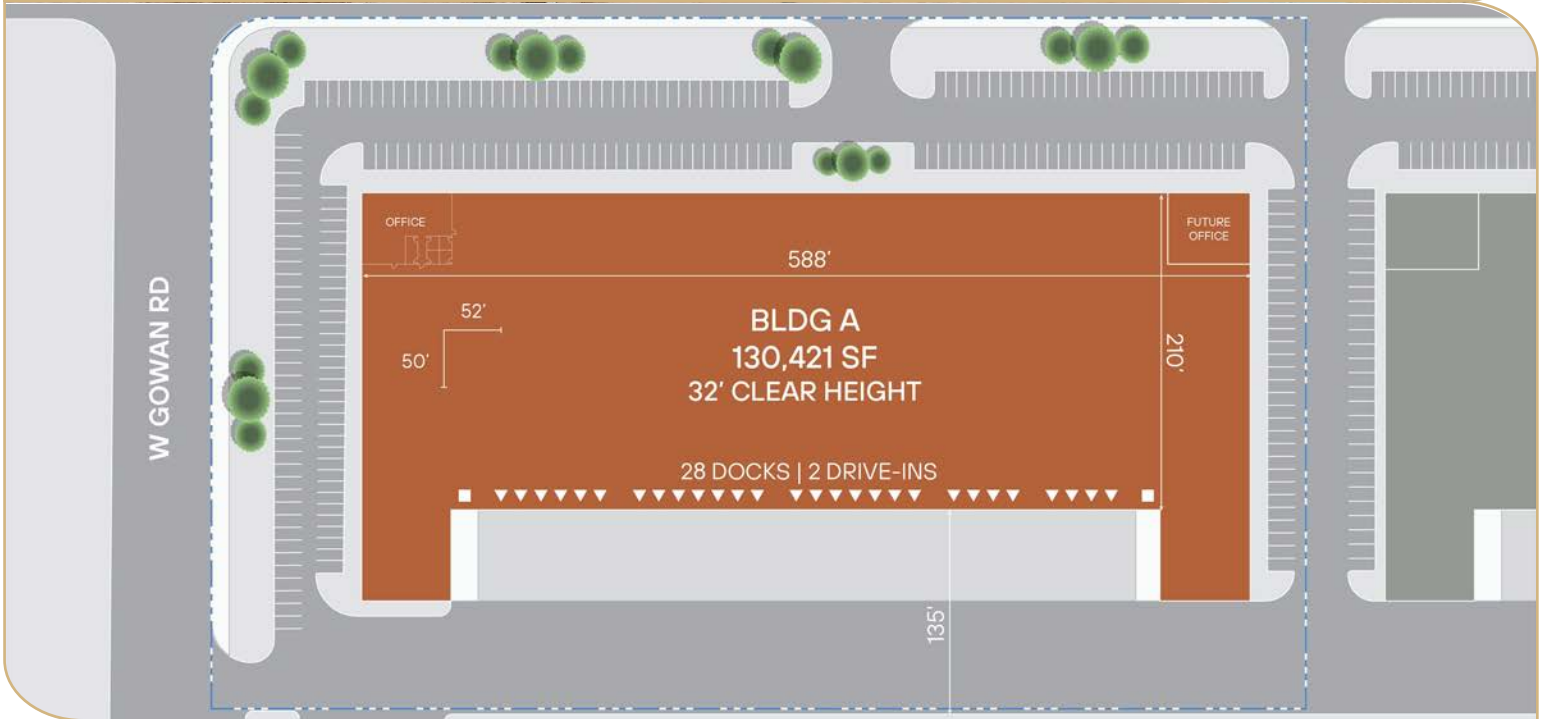 OFFICE
FUTURE
OFFICE
588'
52'
50'
BLDG A
130,421 SF
32' CLEAR HEIGHT
210'
W GOWAN RD
28 DOCKS | 2 DRIVE-INS
135'